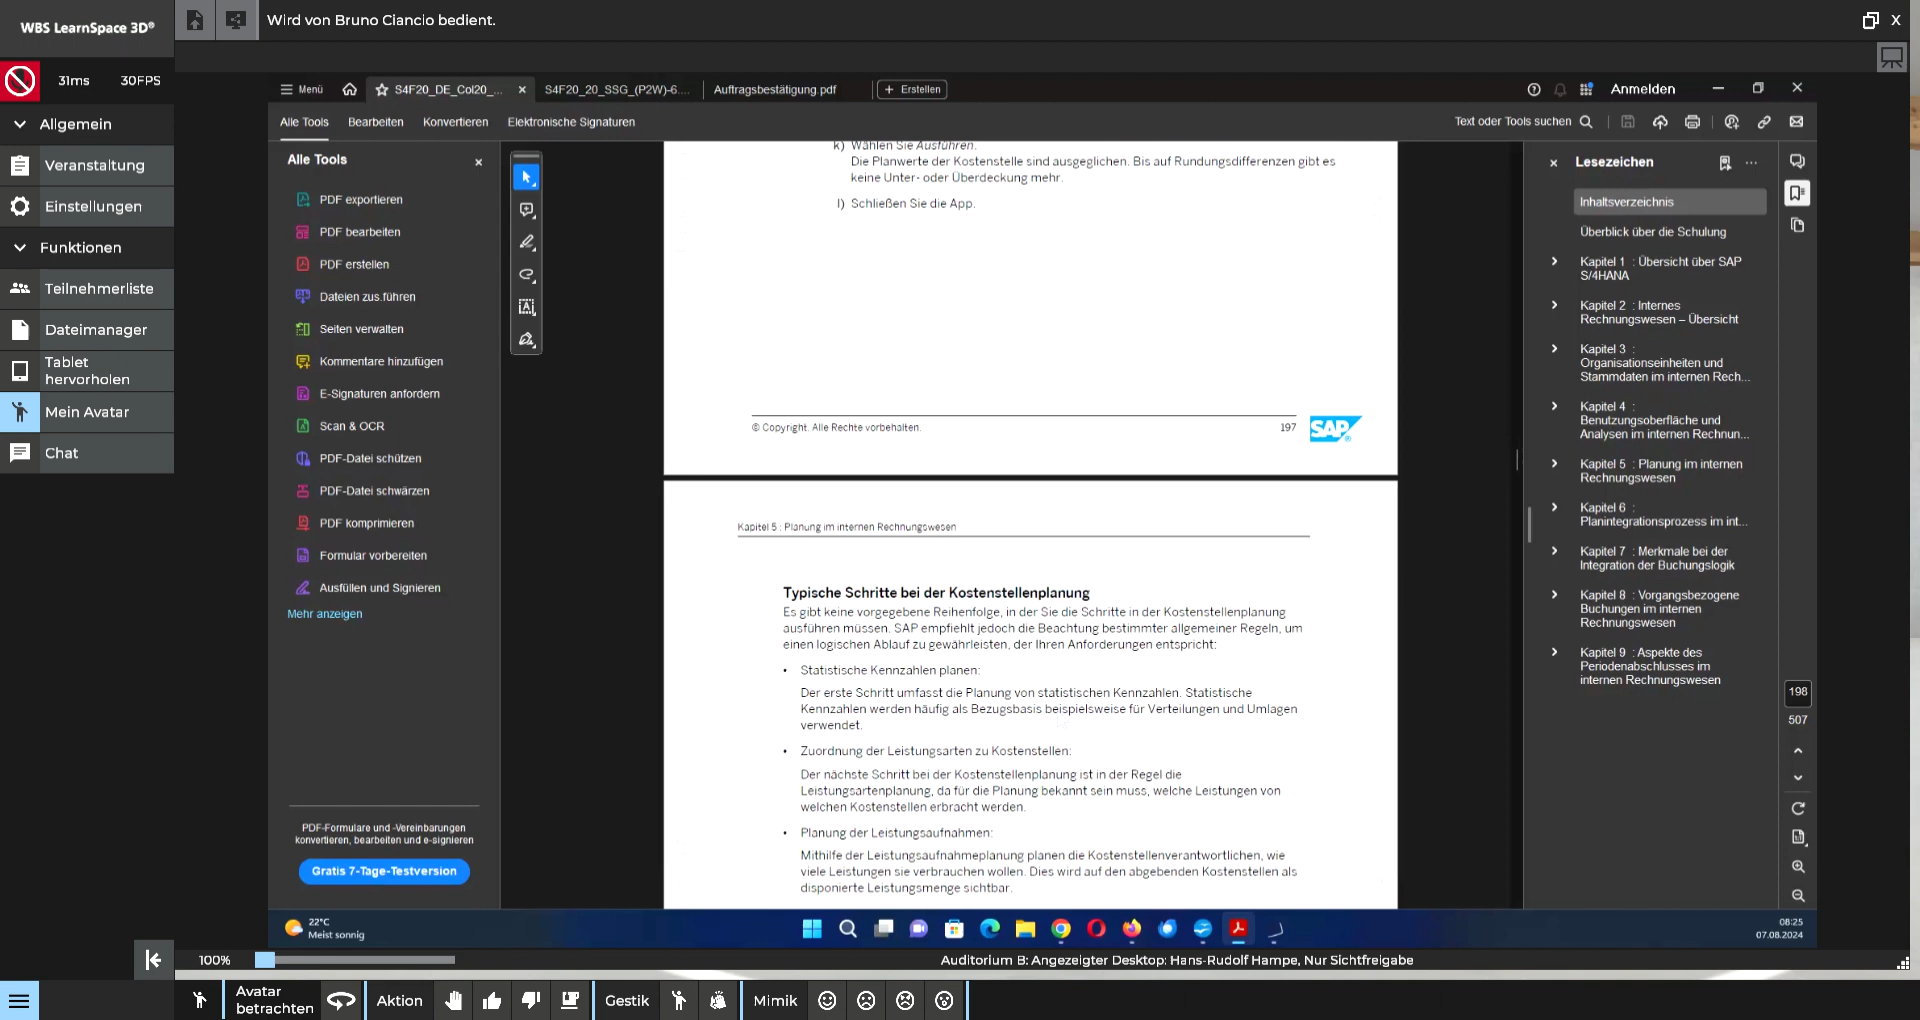 WBS LearnSpace 3D®
Wird von Bruno Ciancio bedient.
X
31ms 30FPS
Allgemein
Veranstaltung
Einstellungen
Funktionen
Teilnehmerliste
Dateimanager
Tablet
hervorholen
Mein Avatar
Chat
Menü
S4F20_DE_Col20_...
S4F20_20_SSG_(P2W)-6....
Auftragsbestätigung.pdf
+ Erstellen
Anmelden
Alle Tools Bearbeiten Konvertieren Elektronische Signaturen
Text oder Tools suchen
Alle Tools
PDF exportieren
PDF bearbeiten
PDF erstellen
Dateien zus.führen
Seiten verwalten
Kommentare hinzufügen
E-Signaturen anfordern
Scan & OCR
PDF-Datei schützen
PDF-Datei schwärzen
PDF komprimieren
Formular vorbereiten
Ausfüllen und Signieren
Mehr anzeigen
PDF-Formulare und -Vereinbarungen
konvertieren, bearbeiten und e-signieren
Gratis 7-Tage-Testversion
k) Wählen Sie Ausführen.
Die Planwerte der Kostenstelle sind ausgeglichen. Bis auf Rundungsdifferenzen gibt es
keine Unter- oder Überdeckung mehr.
l) Schließen Sie die App.
© Copyright. Alle Rechte vorbehalten.
197
SAP
Kapitel 5 : Planung im internen Rechnungswesen
Typische Schritte bei der Kostenstellenplanung
Es gibt keine vorgegebene Reihenfolge, in der Sie die Schritte in der Kostenstellenplanung
ausführen müssen. SAP empfiehlt jedoch die Beachtung bestimmter allgemeiner Regeln, um
einen logischen Ablauf zu gewährleisten, der Ihren Anforderungen entspricht:
• Statistische Kennzahlen planen:
Der erste Schritt umfasst die Planung von statistischen Kennzahlen. Statistische
Kennzahlen werden häufig als Bezugsbasis beispielsweise für Verteilungen und Umlagen
verwendet.
• Zuordnung der Leistungsarten zu Kostenstellen:
Der nächste Schritt bei der Kostenstellenplanung ist in der Regel die
Leistungsartenplanung, da für die Planung bekannt sein muss, welche Leistungen von
welchen Kostenstellen erbracht werden.
• Planung der Leistungsaufnahmen:
Mithilfe der Leistungsaufnahmeplanung planen die Kostenstellenverantwortlichen, wie
viele Leistungen sie verbrauchen wollen. Dies wird auf den abgebenden Kostenstellen als
disponierte Leistungsmenge sichtbar.
Lesezeichen
Inhaltsverzeichnis
Überblick über die Schulung
Kapitel 1 : Übersicht über SAP
S/4HANA
Kapitel 2 : Internes
Rechnungswesen – Übersicht
Kapitel 3 :
Organisationseinheiten und
Stammdaten im internen Rech...
Kapitel 4 :
Benutzungsoberfläche und
Analysen im internen Rechnun...
Kapitel 5 : Planung im internen
Rechnungswesen
Kapitel 6 :
Planintegrationsprozess im int...
Kapitel 7 : Merkmale bei der
Integration der Buchungslogik
Kapitel 8 : Vorgangsbezogene
Buchungen im internen
Rechnungswesen
Kapitel 9 : Aspekte des
Periodenabschlusses im
internen Rechnungswesen
198
507
22°C
Meist sonnig
08:25
07.08.2024
100%
Auditorium B: Angezeigter Desktop: Hans-Rudolf Hampe, Nur Sichtfreigabe
Avatar
betrachten
Aktion
Gestik
Mimik